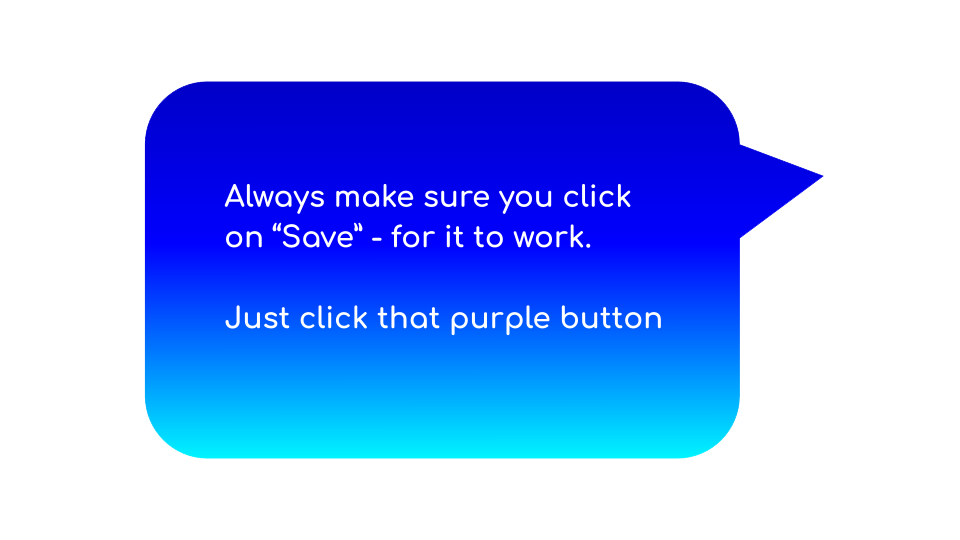 Always make sure you click
on “Save” - for it to work.
Just click that purple button